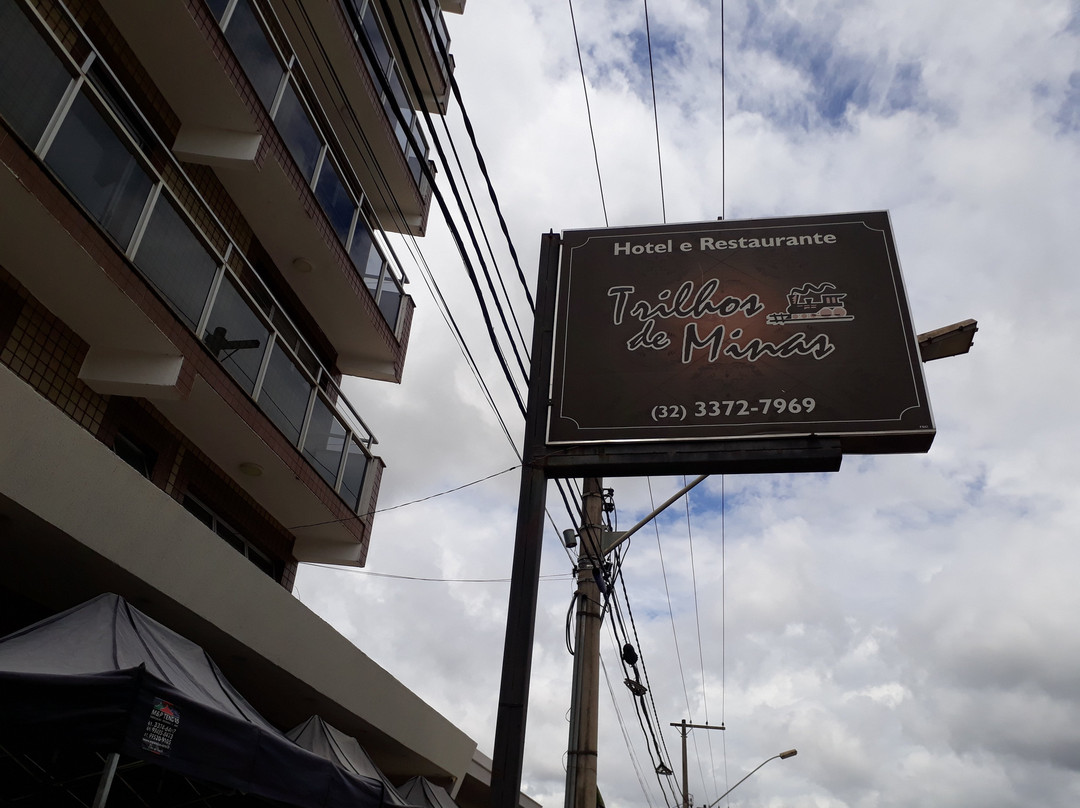 Hotel e Restaurante
Trilhos
de Minas
(32) 3372-7969